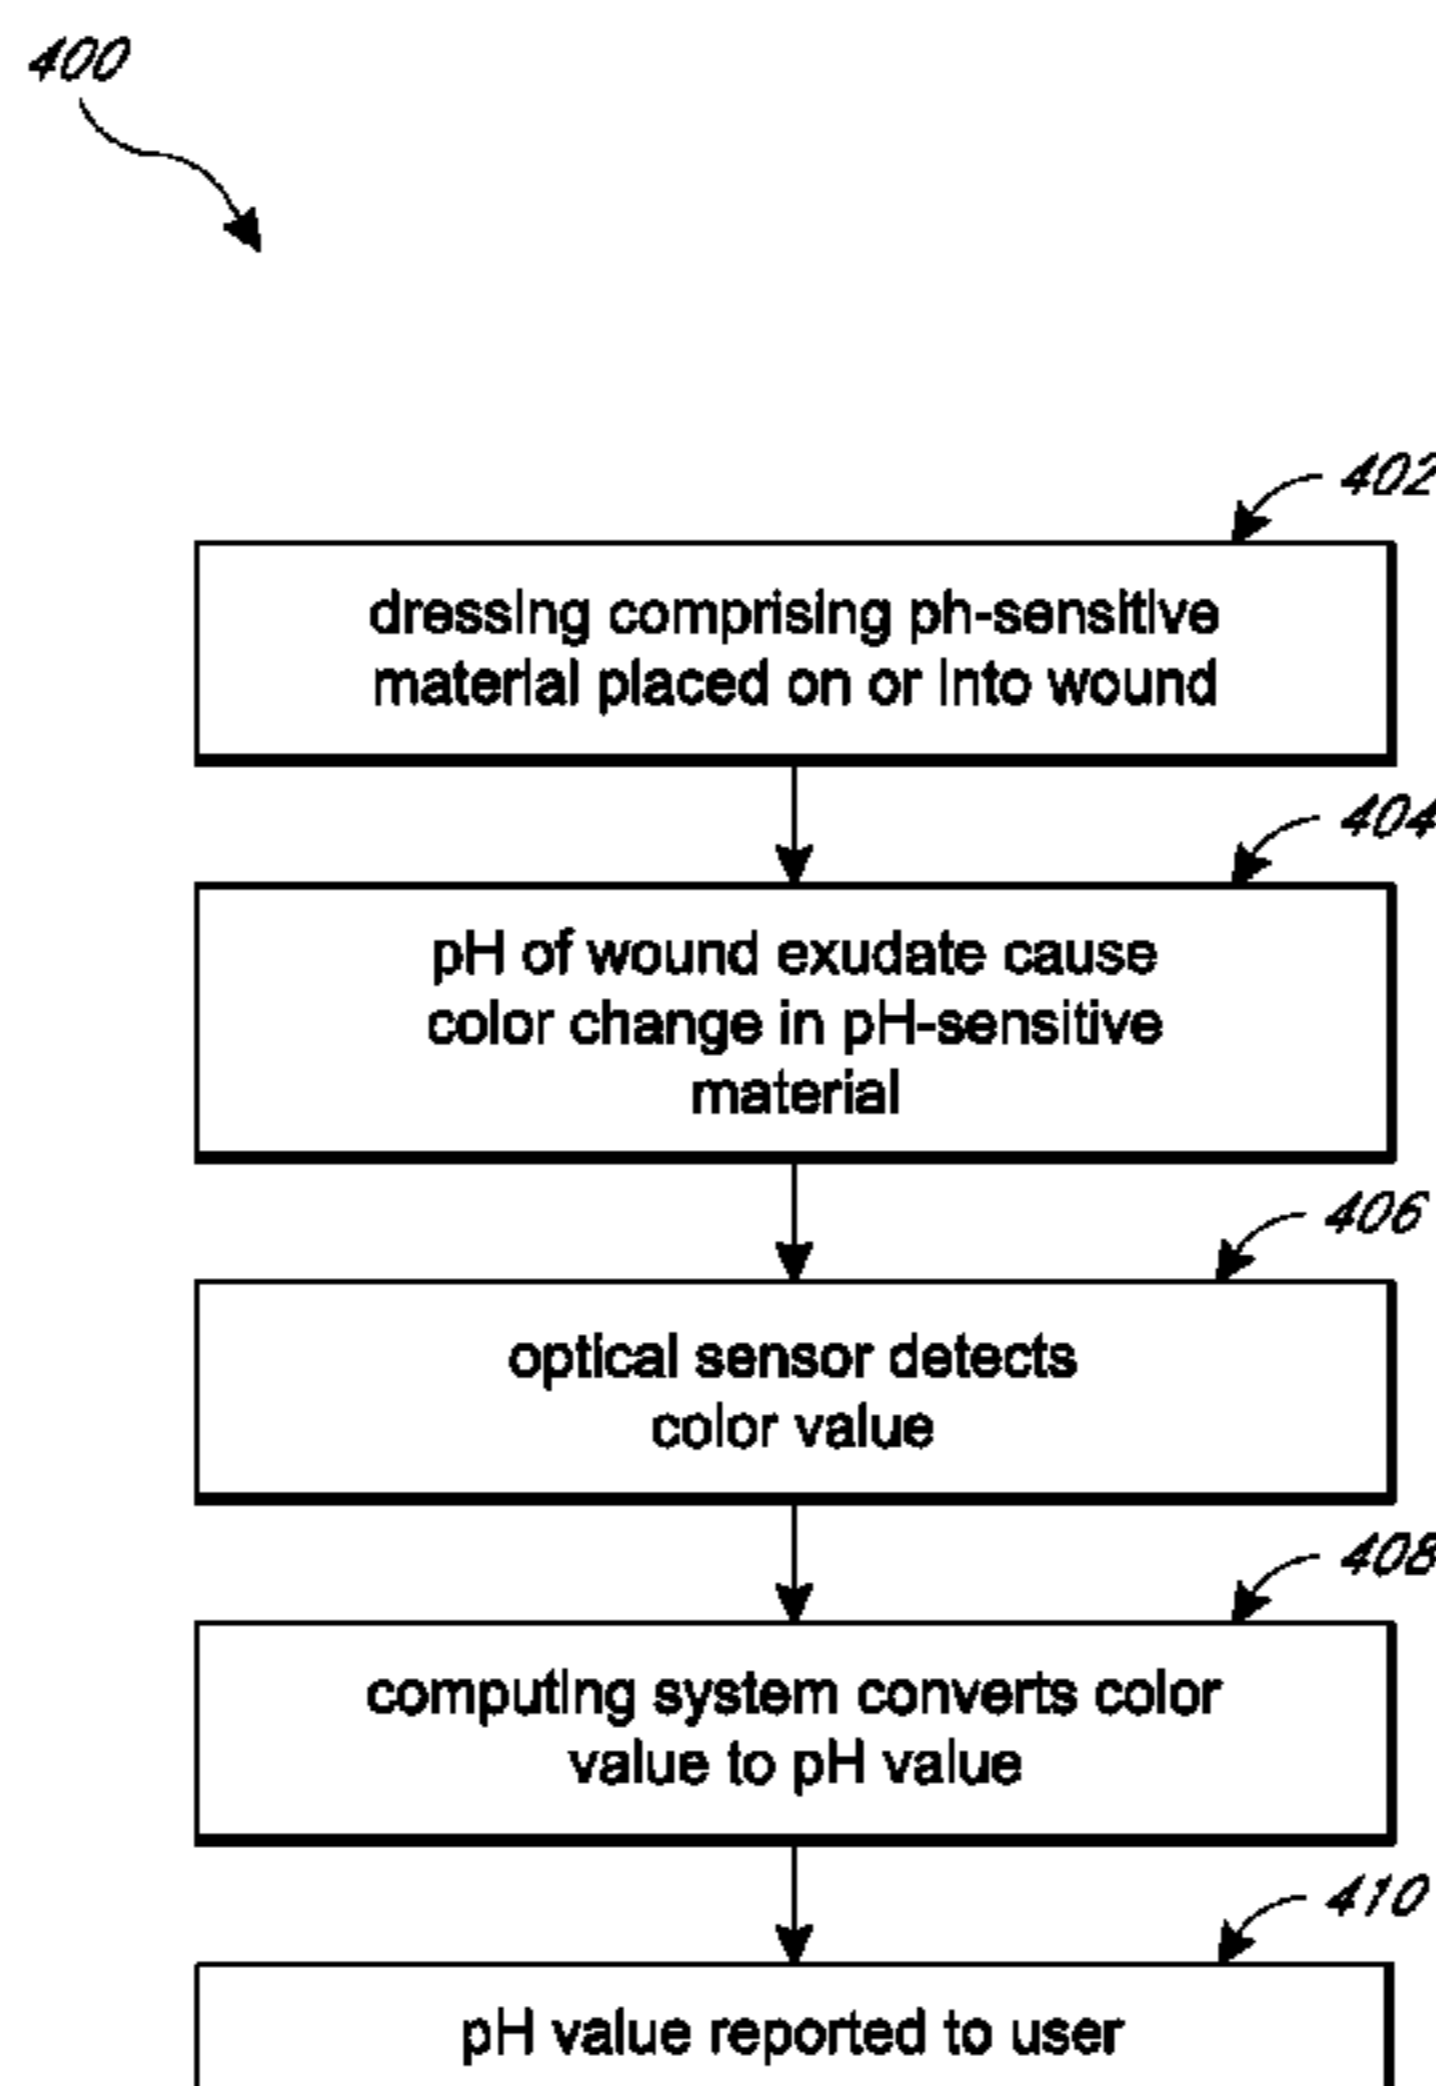 400
402
dressing comprising ph-sensitive
material placed on or into wound
404
pH of wound exudate cause
color change in pH-sensitive
material
406
optical sensor detects
color value
408
computing system converts color
value to pH value
410
pH value reported to user